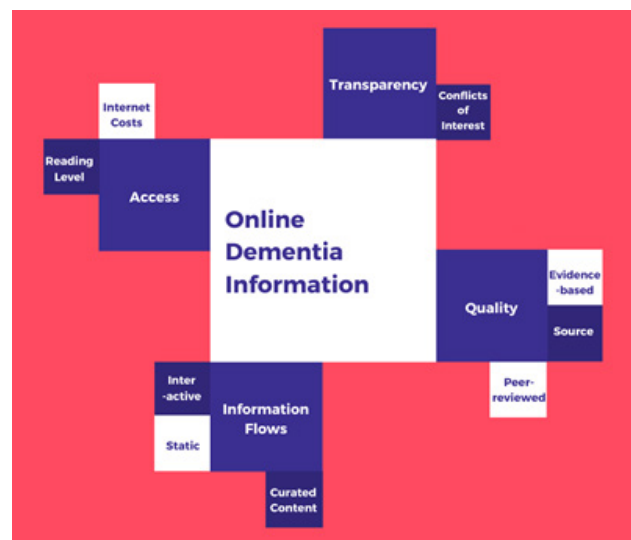 Transparency
Conflicts
of
Interest
Internet
Costs
Reading
Level
Access
Online
Dementia
Information
Quality
Evidence
-based
Source
Peer-
reviewed
Inter
-active
Static
Information
Flows
Curated
Content